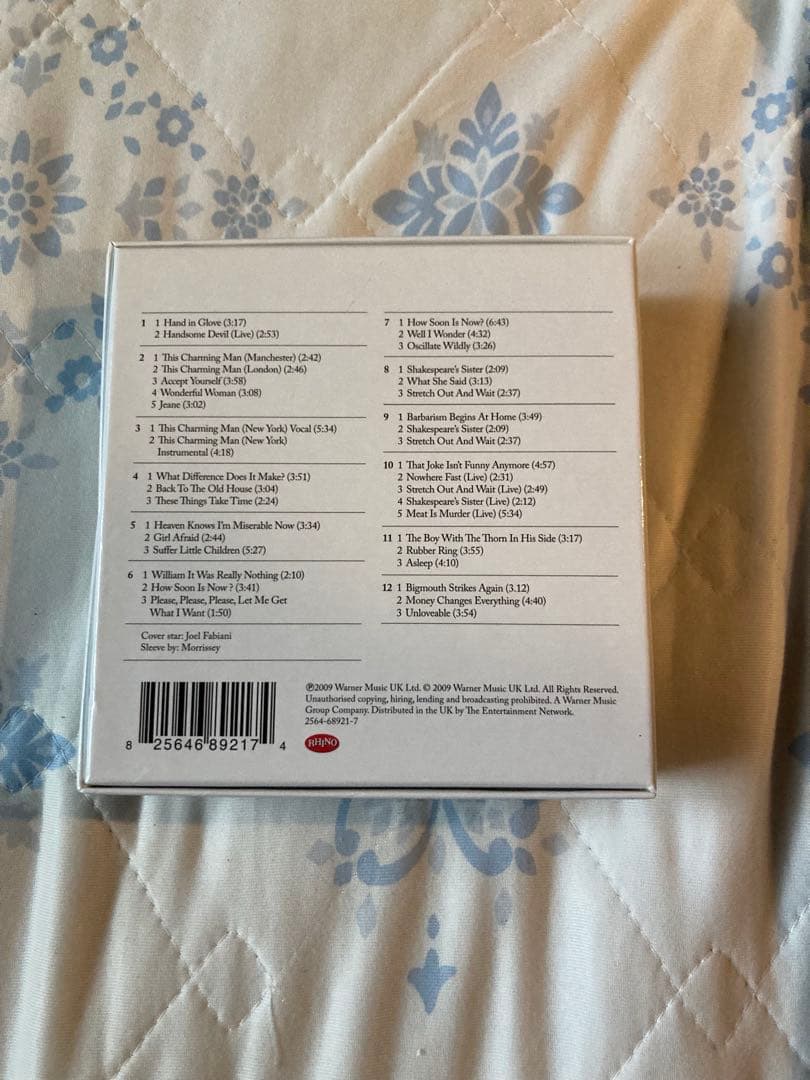 1 1 Hand in Glove (3:17)
2 Handsome Devil (Live) (2:53)
2 1 This Charming Man (Manchester) (2:42)
2 This Charming Man (London) (2:46)
3 Accept Yourself (3:58)
4 Wonderful Woman (3:08)
5 Jeane (3:02)
3 1 This Charming Man (New York) Vocal (5:34)
2 This Charming Man (New York)
Instrumental (4:18)
4 1 What Difference Does It Make? (3:51)
2 Back To The Old House (3:04)
3 These Things Take Time (2:24)
5 1 Heaven Knows I'm Miserable Now (3:34)
2 Girl Afraid (2:44)
3 Suffer Little Children (5:27)
6 1 William It Was Really Nothing (2:10)
2 How Soon Is Now ? (3:41)
3 Please, Please, Please, Let Me Get
What I Want (1:50)
Cover star: Joel Fabiani
Sleeve by: Morrissey
7 1 How Soon Is Now? (6:43)
2 Well I Wonder (4:32)
3 Oscillate Wildly (3:26)
8 1 Shakespeare's Sister (2:09)
2 What She Said (3:13)
3 Stretch Out And Wait (2:37)
9 1 Barbarism Begins At Home (3:49)
2 Shakespeare's Sister (2:09)
3 Stretch Out And Wait (2:37)
10 1 That Joke Isn't Funny Anymore (4:57)
2 Nowhere Fast (Live) (2:31)
3 Stretch Out And Wait (Live) (2:49)
4 Shakespeare's Sister (Live) (2:12)
5 Meat Is Murder (Live) (5:34)
11 1 The Boy With The Thorn In His Side (3:17)
2 Rubber Ring (3:55)
3 Asleep (4:10)
12 1 Bigmouth Strikes Again (3.12)
2 Money Changes Everything (4:40)
3 Unloveable (3:54)
℗2009 Warner Music UK Ltd. © 2009 Warner Music UK Ltd. All Rights Reserved.
Unauthorised copying, hiring, lending and broadcasting prohibited. A Warner Music
Group Company. Distributed in the UK by The Entertainment Network.
2564-68921-7
8 25646 89217 4
RHINO